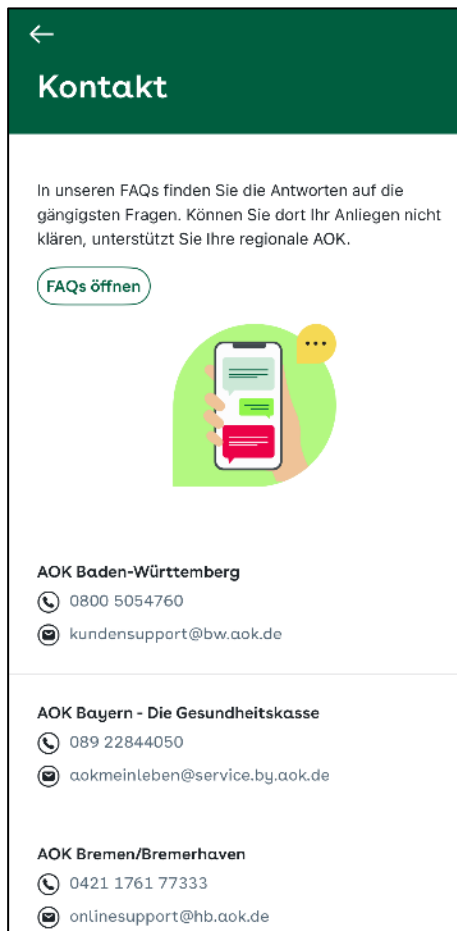 Kontakt
In unseren FAQs finden Sie die Antworten auf die
gängigsten Fragen. Können Sie dort Ihr Anliegen nicht
klären, unterstützt Sie Ihre regionale AOK.
FAQs öffnen
AOK Baden-Württemberg
0800 5054760
kundensupport@bw.aok.de
AOK Bayern - Die Gesundheitskasse
089 22844050
aokmeinleben@service.by.aok.de
AOK Bremen/Bremerhaven
0421 1761 77333
onlinesupport@hb.aok.de